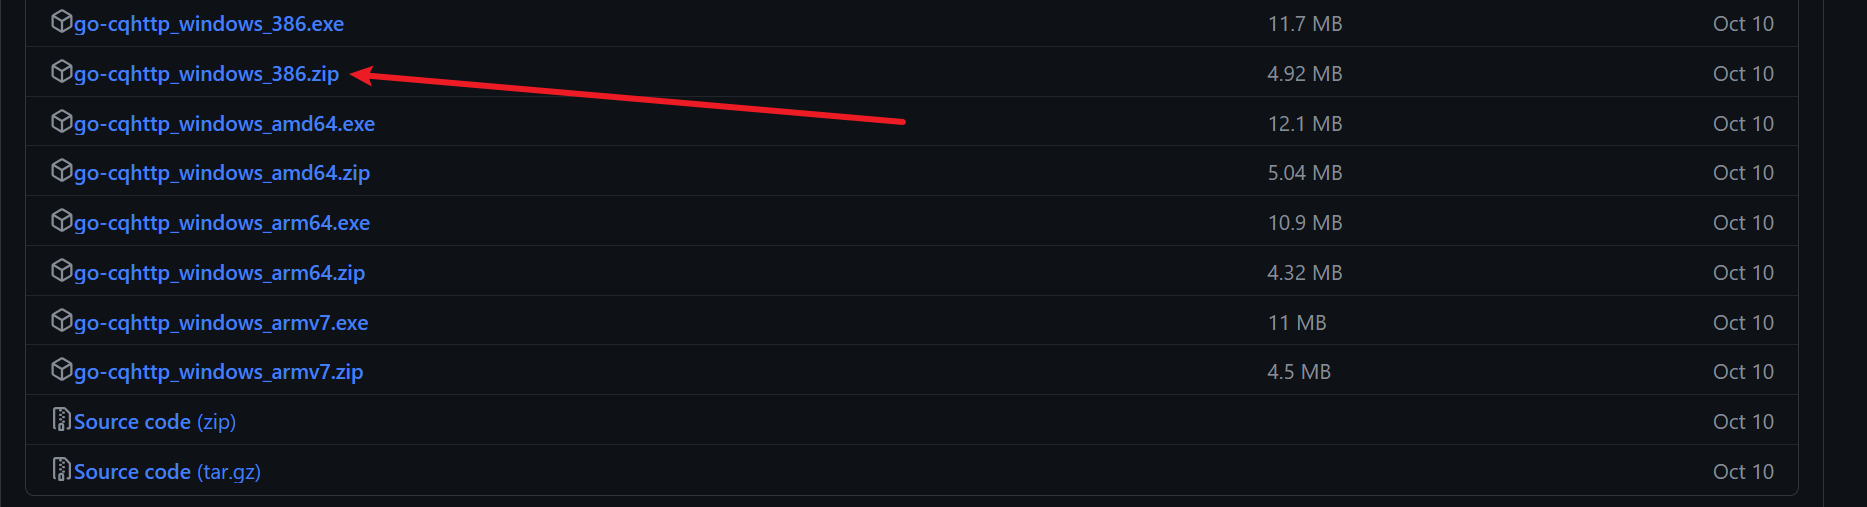 go-cqhttp_windows_386.exe 11.7 MB Oct 10
go-cqhttp_windows_386.zip 4.92 MB Oct 10
go-cqhttp_windows_amd64.exe 12.1 MB Oct 10
go-cqhttp_windows_amd64.zip 5.04 MB Oct 10
go-cqhttp_windows_arm64.exe 10.9 MB Oct 10
go-cqhttp_windows_arm64.zip 4.32 MB Oct 10
go-cqhttp_windows_armv7.exe 11 MB Oct 10
go-cqhttp_windows_armv7.zip 4.5 MB Oct 10
Source code (zip) Oct 10
Source code (tar.gz) Oct 10